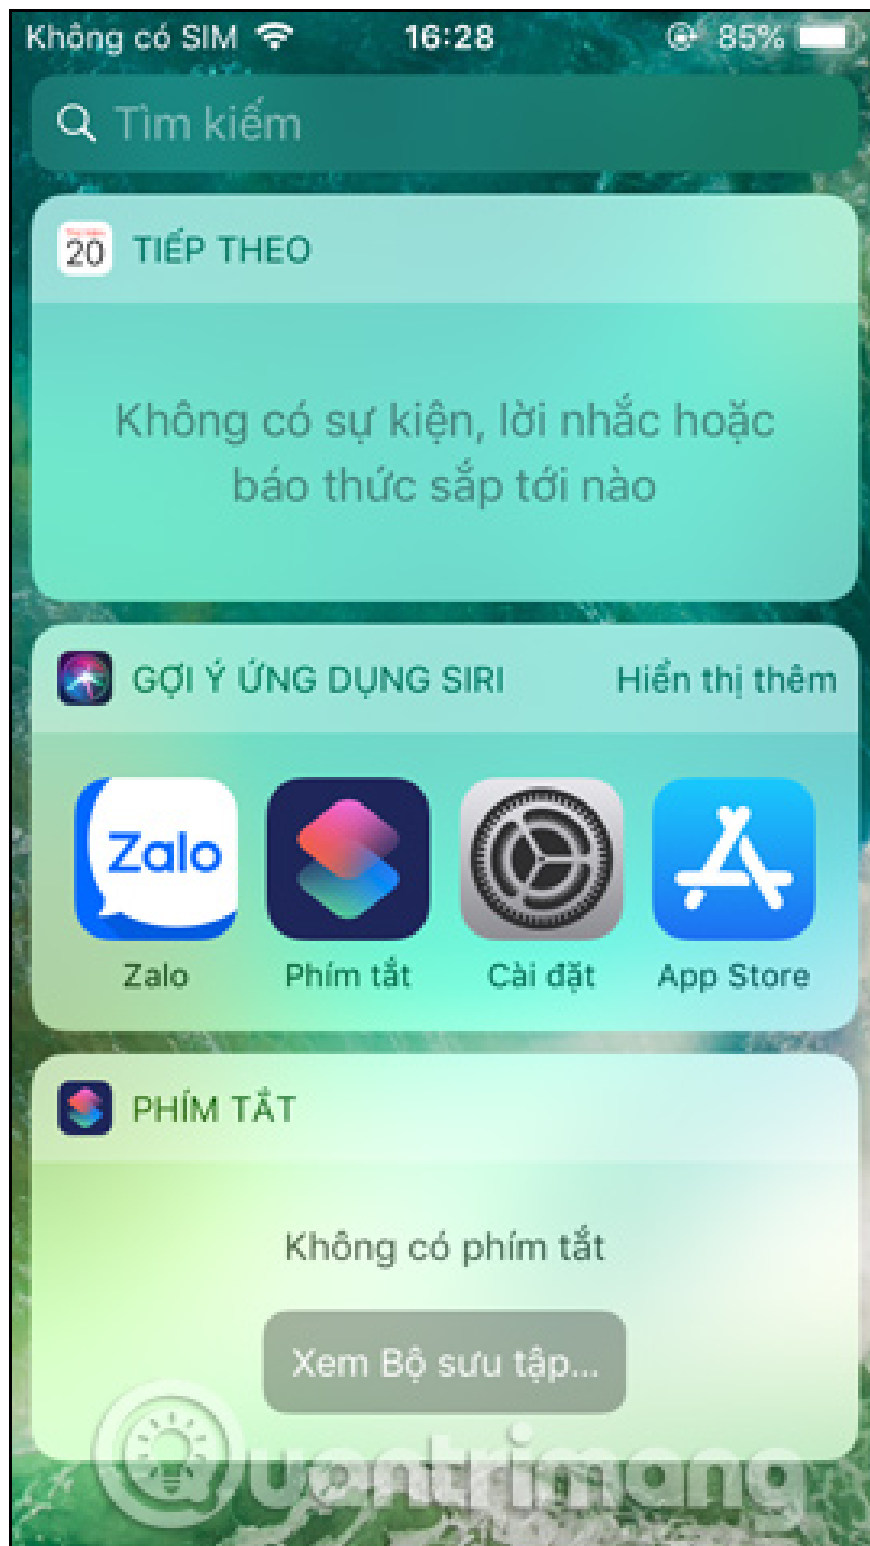 Không có SIM 16:28 85%
Tìm kiếm
20 TIẾP THEO
Không có sự kiện, lời nhắc hoặc
báo thức sắp tới nào
GỢI Ý ỨNG DỤNG SIRI Hiển thị thêm
Zalo
Zalo Phím tắt Cài đặt App Store
PHÍM TẮT
Không có phím tắt
Xem Bộ sưu tập...
Quantrimang